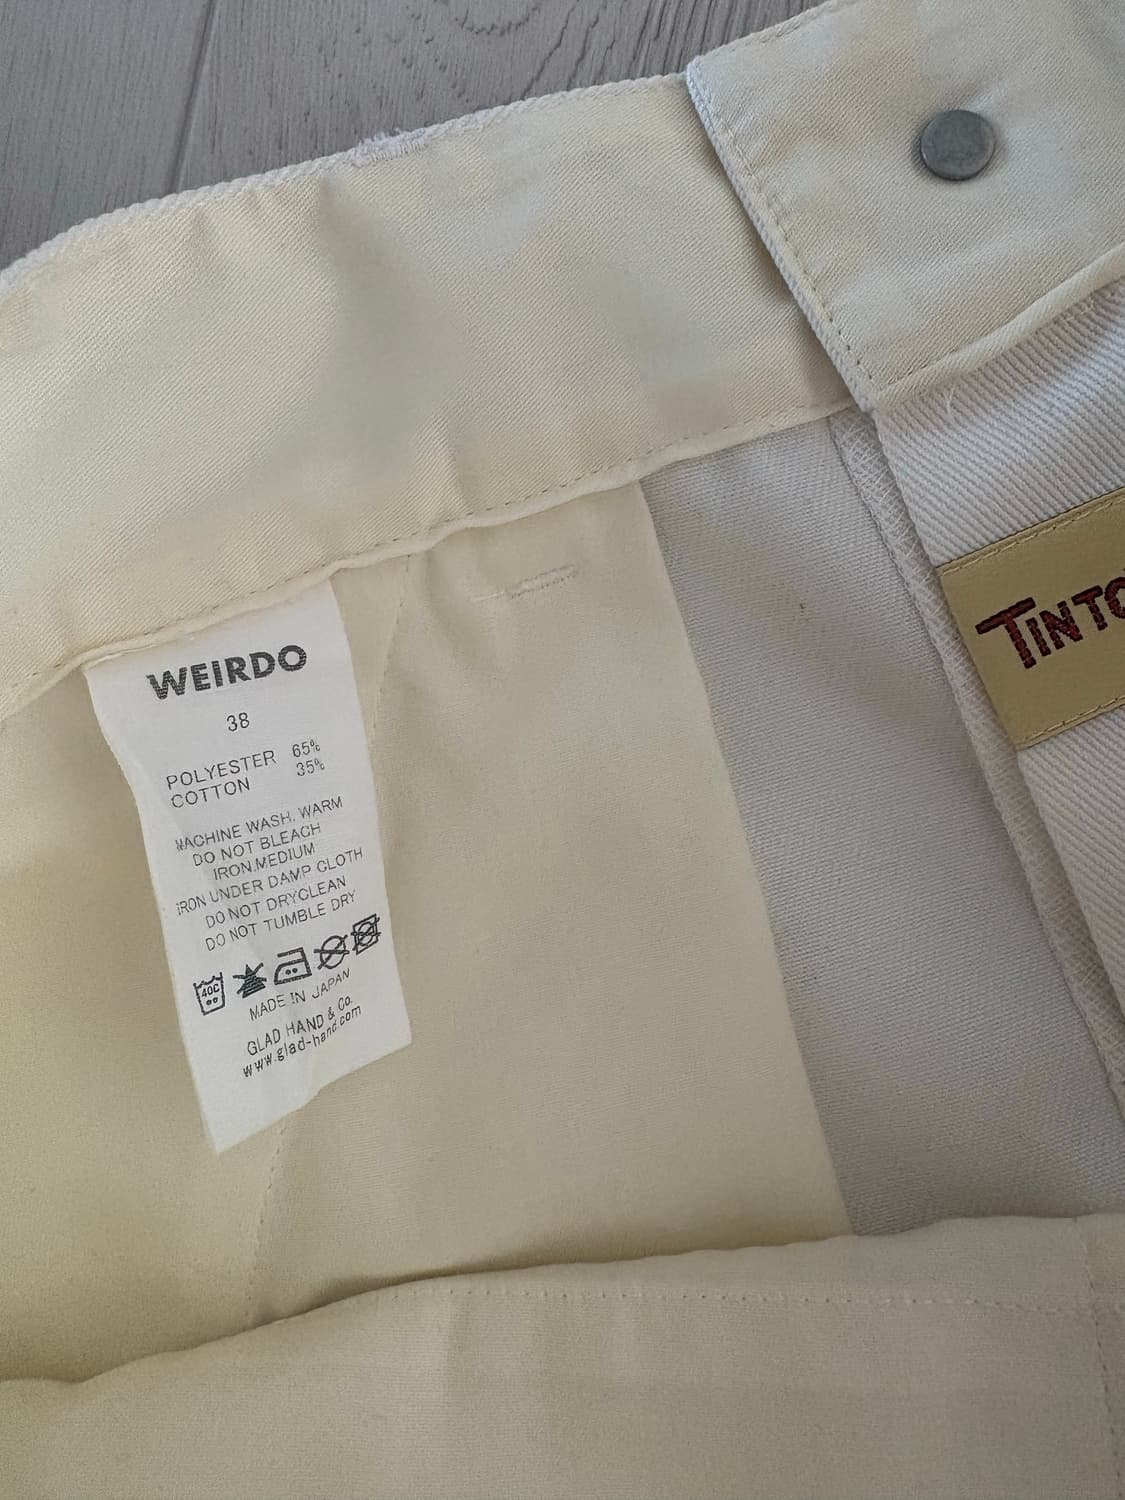 WEIRDO
38
POLYESTER 65%
COTTON 35%
MACHINE WASH, WARM
DO NOT BLEACH
IRON,MEDIUM
IRON UNDER DAMP CLOTH
DO NOT DRYCLEAN
DO NOT TUMBLE DRY
40C
MADE IN JAPAN
GLAD HAND & Co.
www.glad-hand.com
TINTO